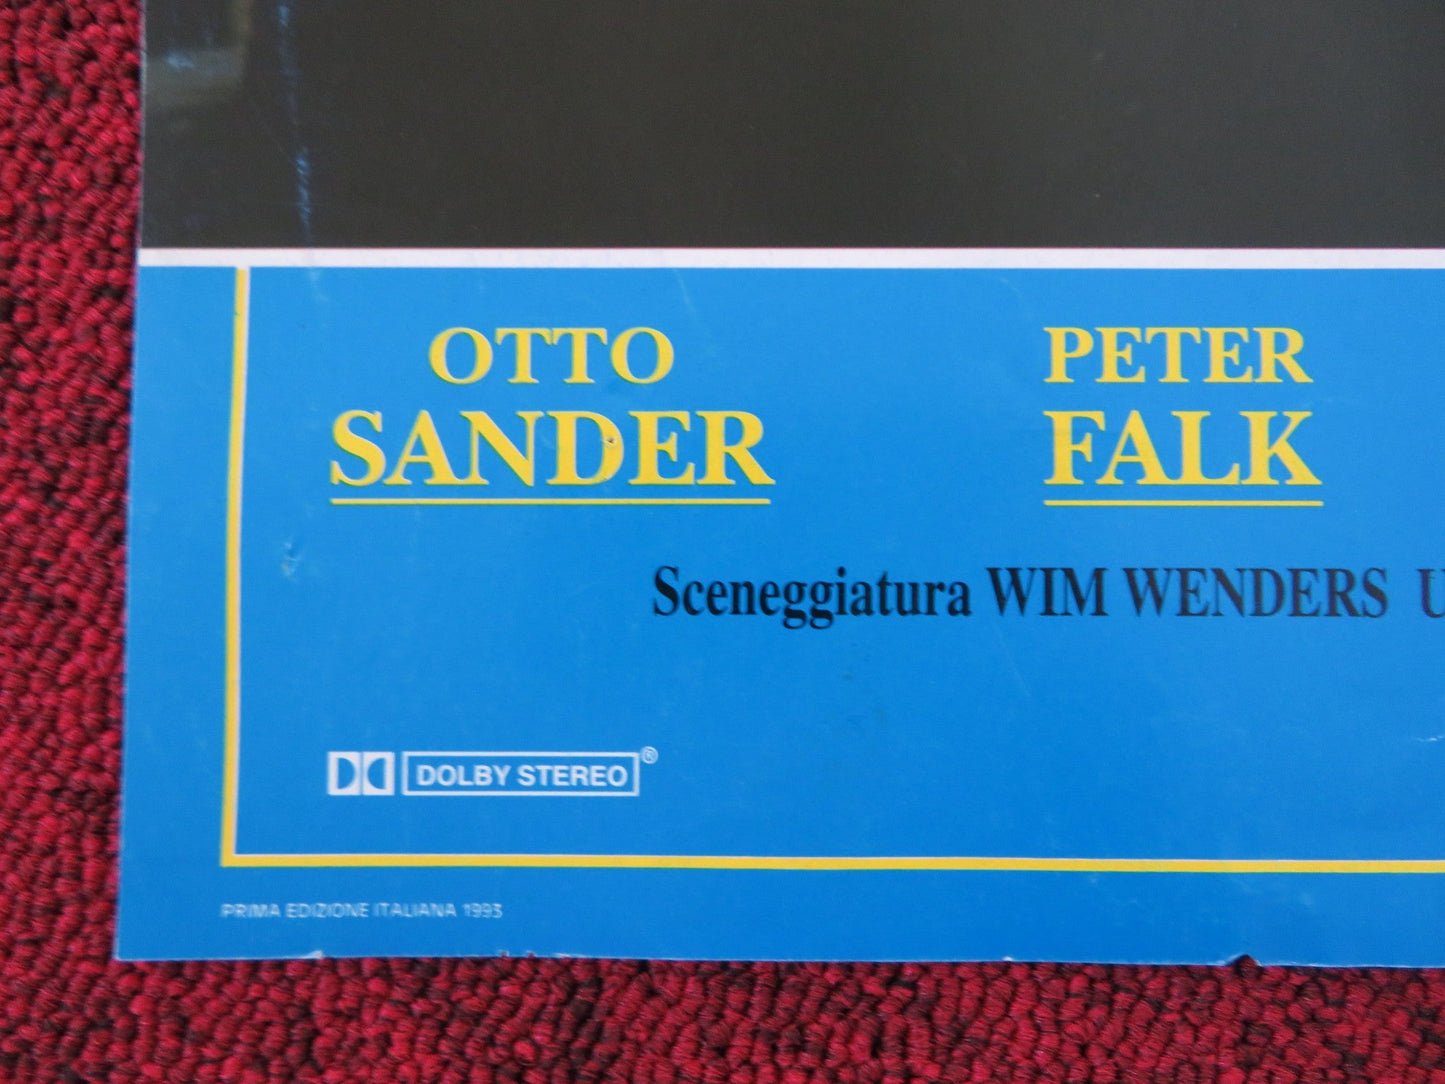 OTTO
SANDER
PETER
FALK
Sceneggiatura WIM WENDERS U
DOLBY STEREO®
PRIMA EDIZIONE ITALIANA 1993